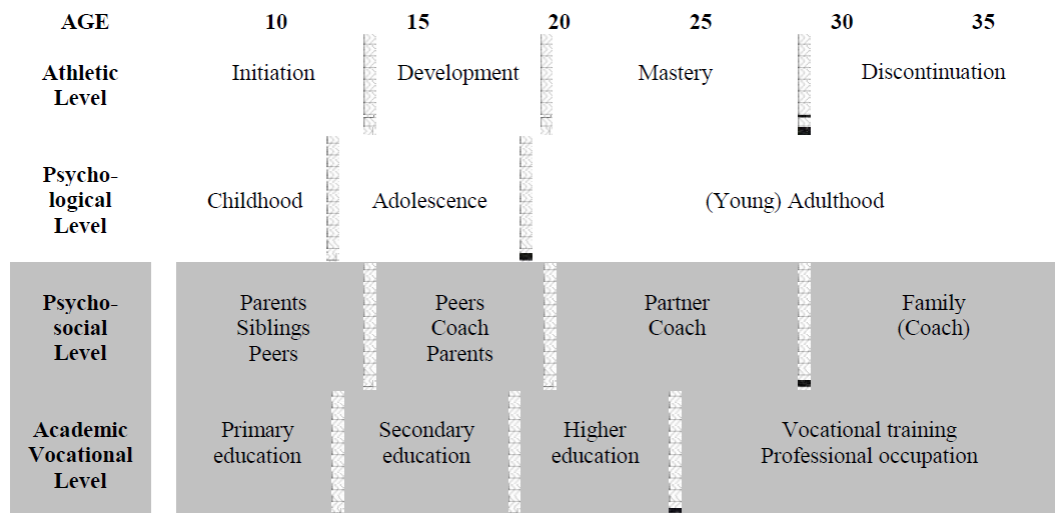 AGE 10 15 20 25 30 35
Athletic
Level
Initiation Development Mastery Discontinuation
Psycho-
logical
Level
Childhood Adolescence (Young) Adulthood
Psycho-
social
Level
Parents
Siblings
Peers
Peers
Coach
Parents
Partner
Coach
Family
(Coach)
Academic
Vocational
Level
Primary
education
Secondary
education
Higher
education
Vocational training
Professional occupation